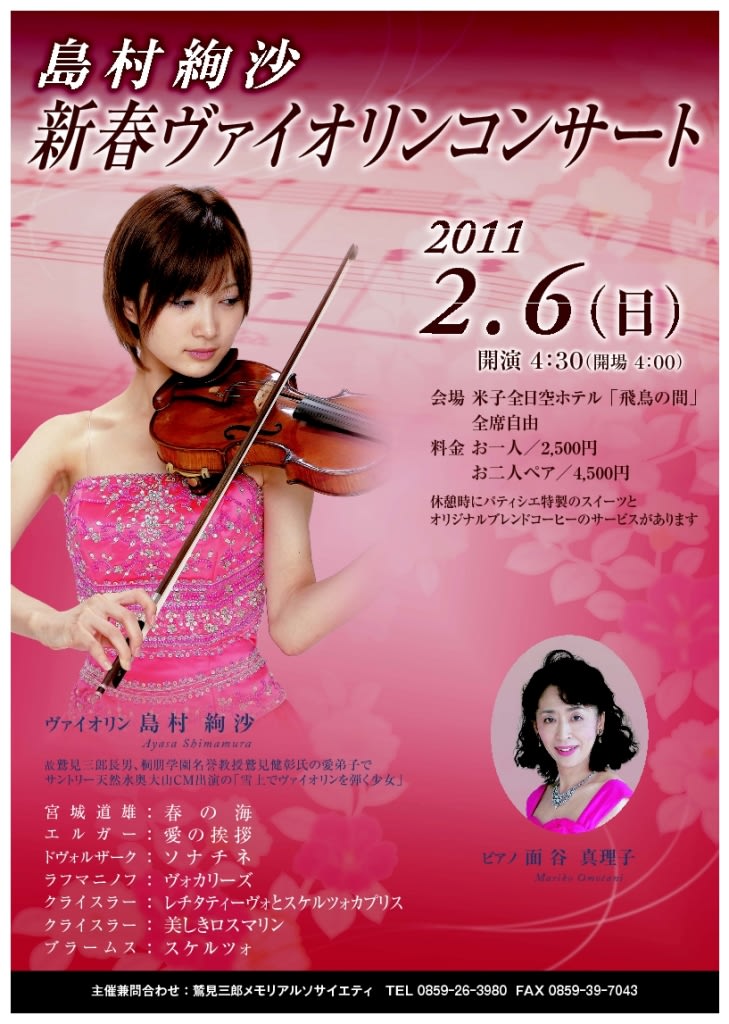 島村絢沙
新春ヴァイオリンコンサート
2011
2.6(日)
開演 4:30(開場 4:00)
会場 米子全日空ホテル「飛鳥の間」
全席自由
料金 お一人／2,500円
お二人ペア／4,500円
休憩時にパティシエ特製のスイーツと
オリジナルブレンドコーヒーのサービスがあります
ヴァイオリン 島村 絢沙
Ayasa Shimamura
故鷲見三郎長男、桐朋学園名誉教授鷲見健彰氏の愛弟子で
サントリー天然水奥大山CM出演の「雪上でヴァイオリンを弾く少女」
宮城道雄：春の海
エルガー：愛の挨拶
ドヴォルザーク：ソナチネ
ラフマニノフ：ヴォカリーズ
クライスラー：レチタティーヴォとスケルツォカプリス
クライスラー：美しきロスマリン
ブラームス：スケルツォ
ピアノ 面谷 真理子
Mariko Omotani
主催兼問合わせ：鷲見三郎メモリアルソサイエティ TEL 0859-26-3980 FAX 0859-39-7043